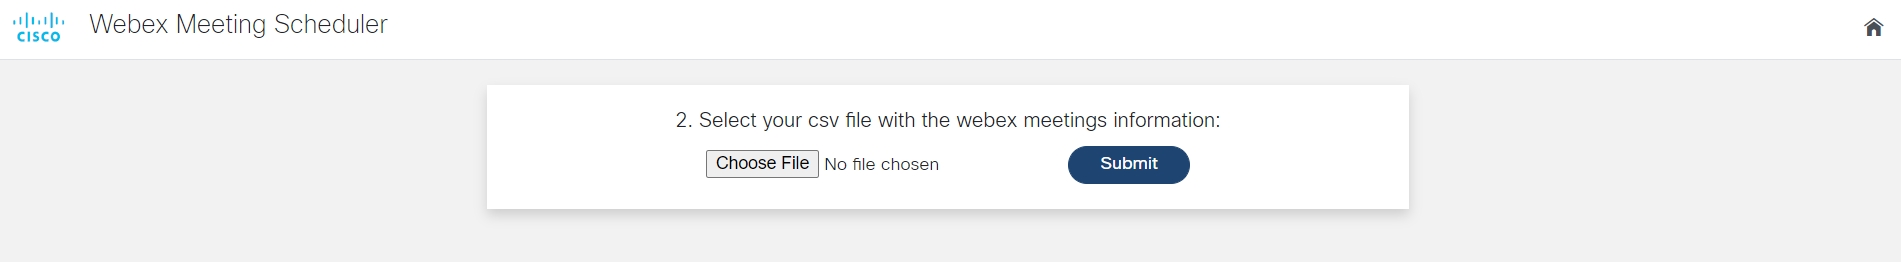 CISCO
Webex Meeting Scheduler
2. Select your csv file with the webex meetings information:
Choose File No file chosen
Submit